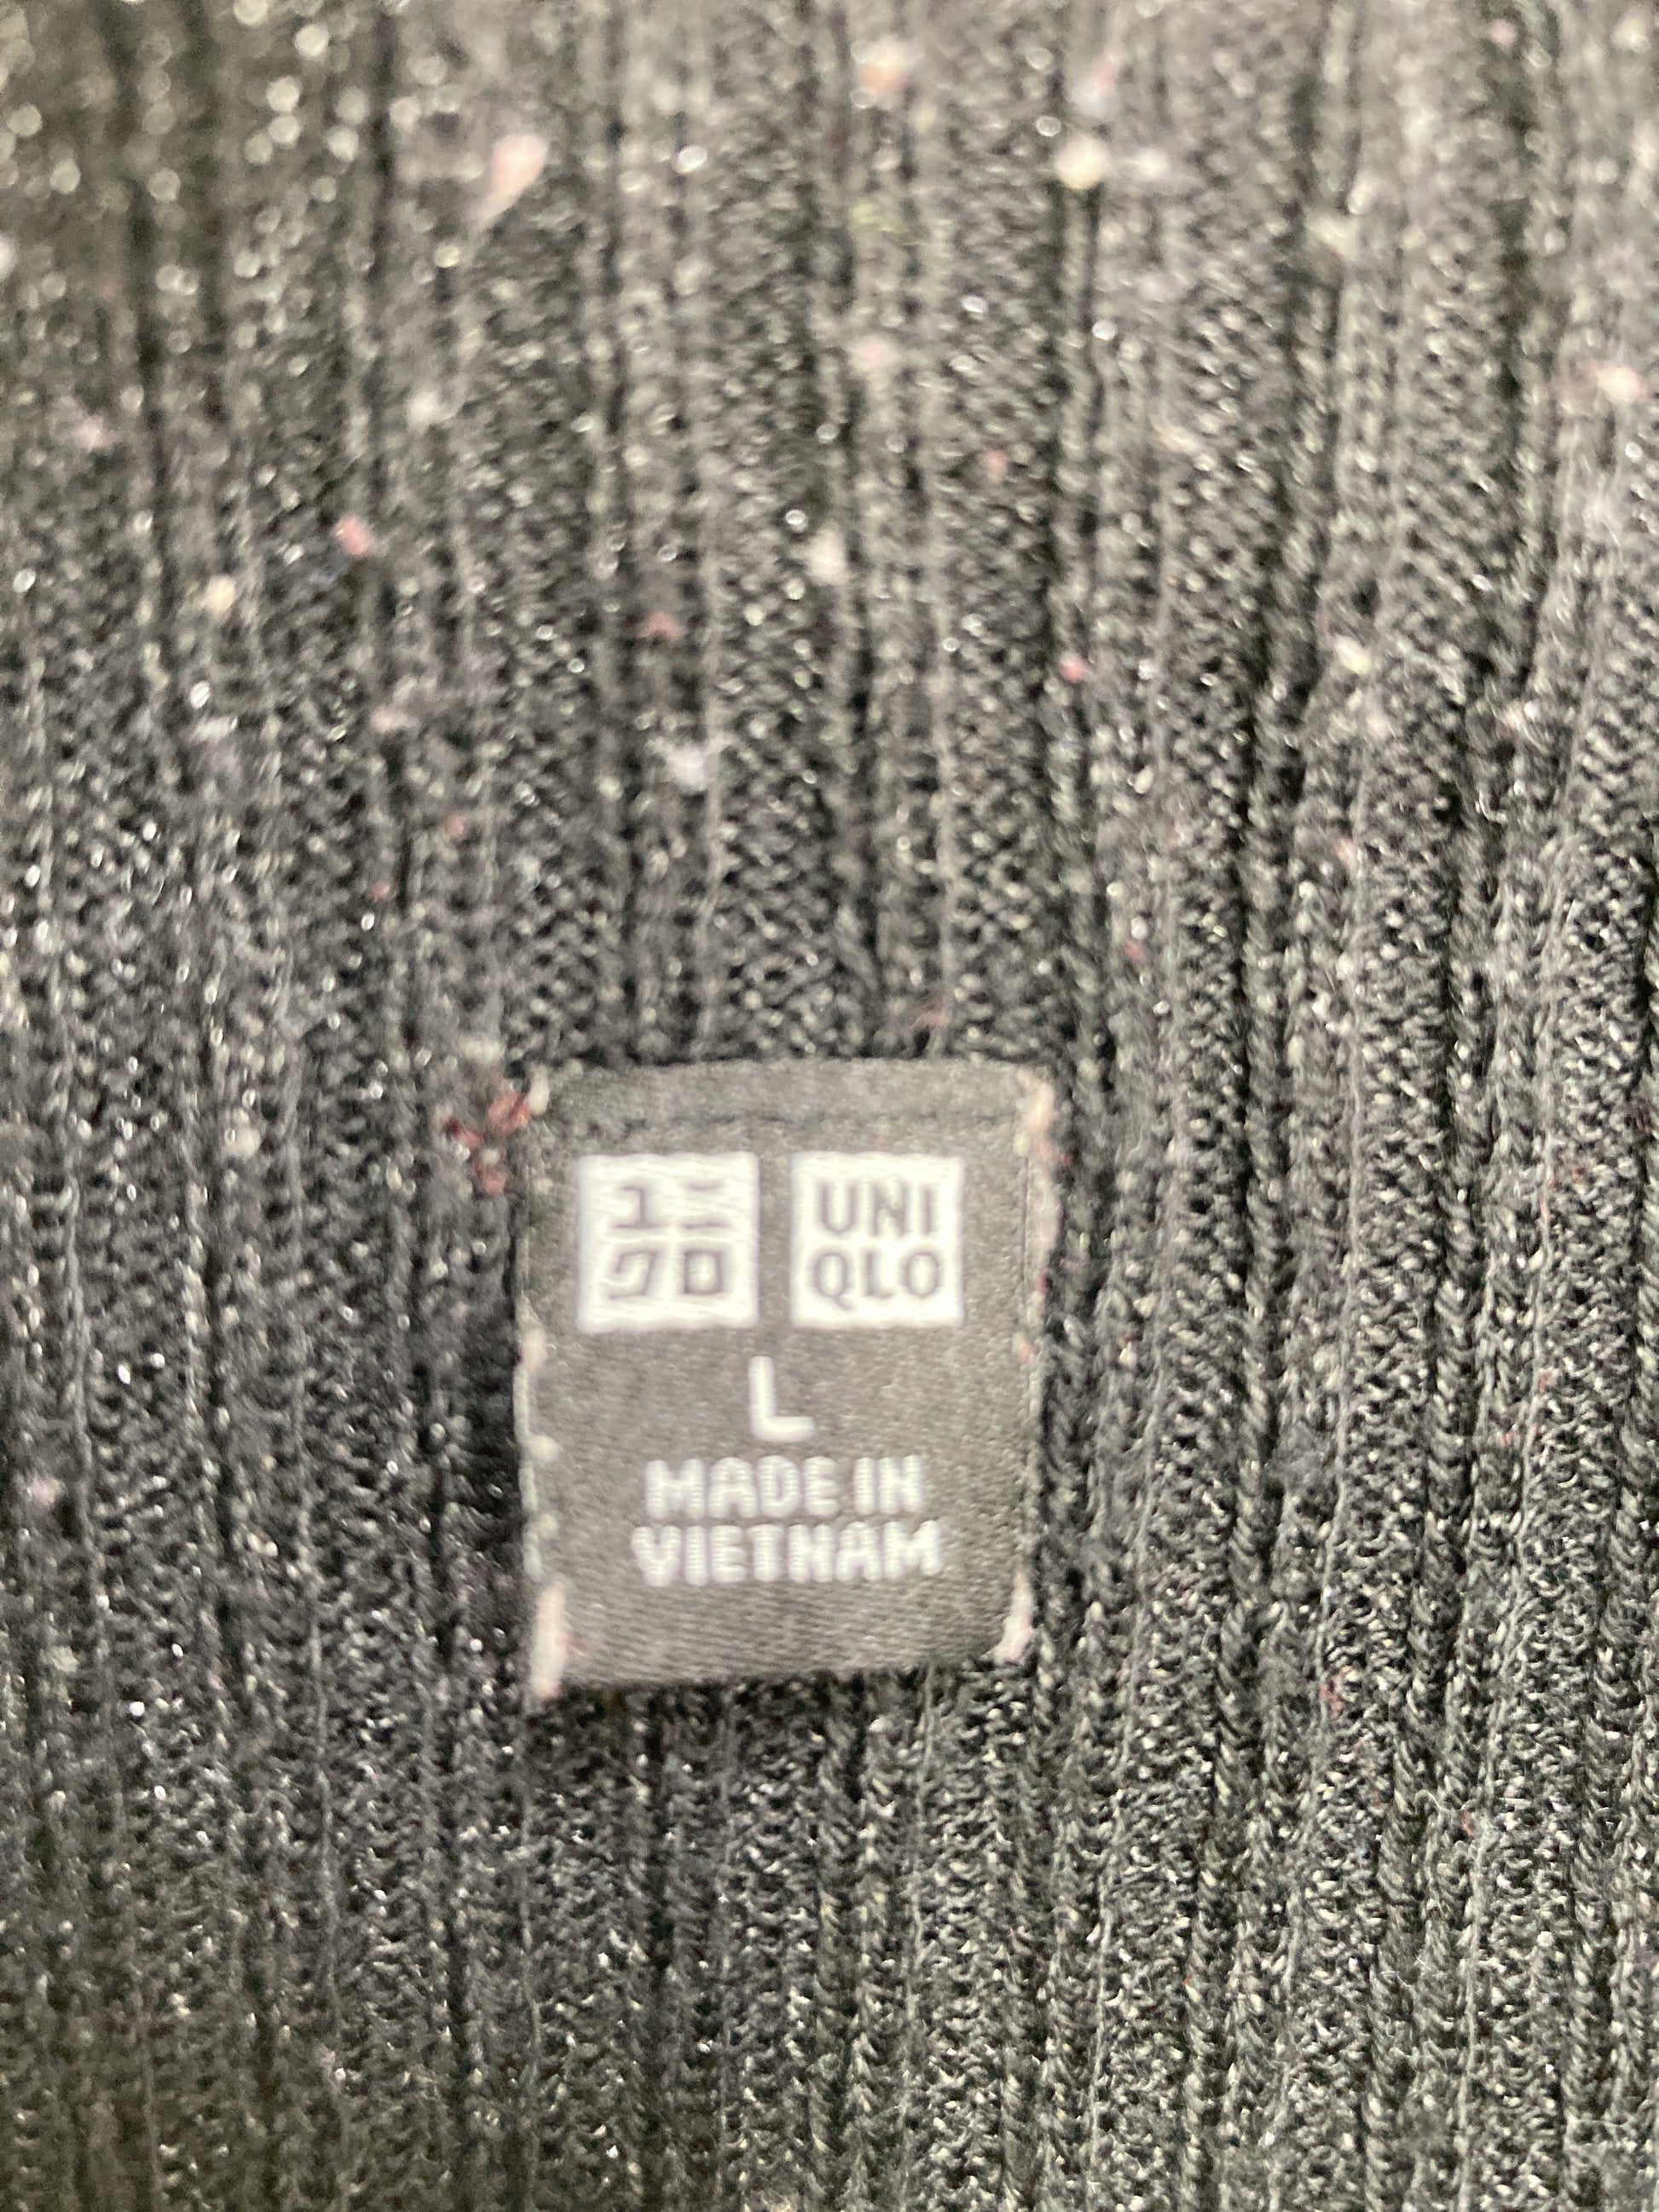 ユニ
クロ
UNI
QLO
L
MADE IN
VIETNAM